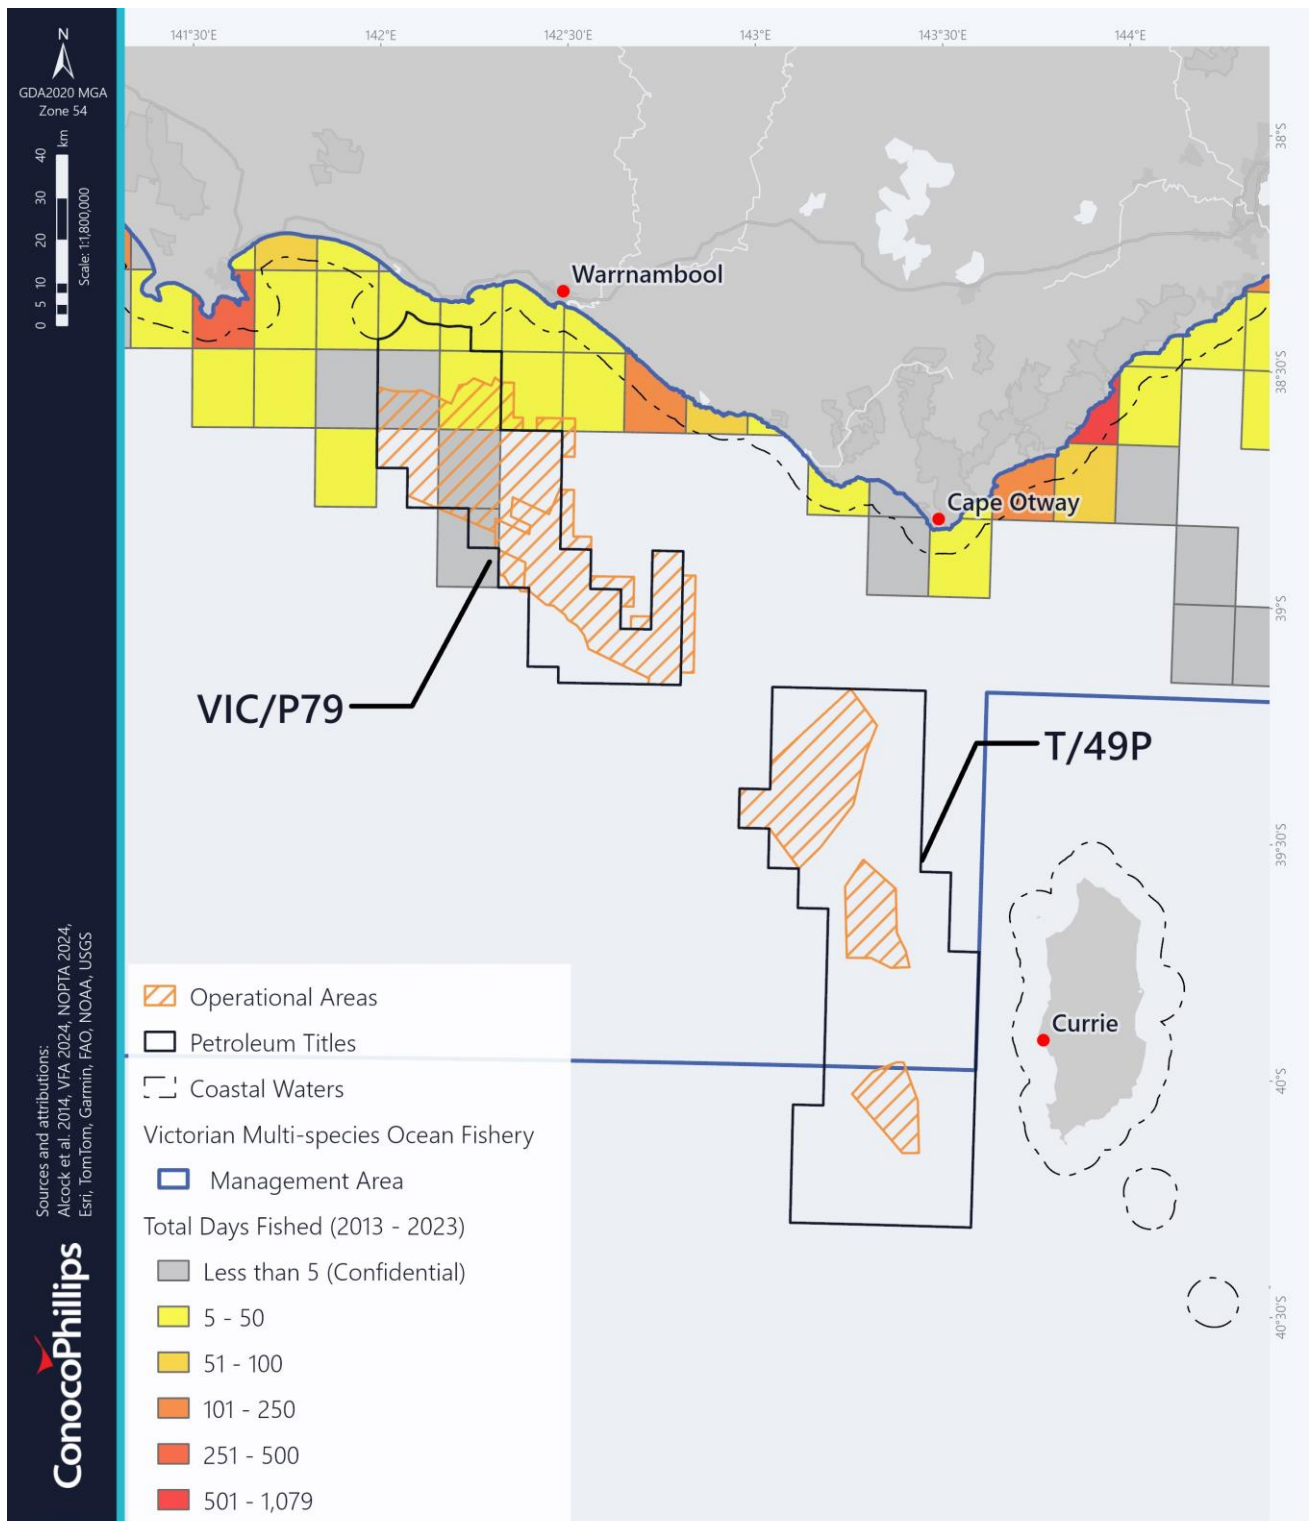 141°30'E
142°E
142°30'E
143°E
143°30'E
144°E
N
GDA2020 MGA
Zone 54
0 5 10 20 30 40 km
Scale: 1:1,800,000
38°S
38°30'S
39°S
39°30'S
40°S
40°30'S
Warrnambool
Cape Otway
VIC/P79
T/49P
Currie
Operational Areas
Petroleum Titles
Coastal Waters
Victorian Multi-species Ocean Fishery
Management Area
Total Days Fished (2013 - 2023)
Less than 5 (Confidential)
5 - 50
51 - 100
101 - 250
251 - 500
501 - 1,079
Sources and attributions:
Alcock et al. 2014, VFA 2024, NOPTA 2024,
Esri, TomTom, Garmin, FAO, NOAA, USGS
ConocoPhillips